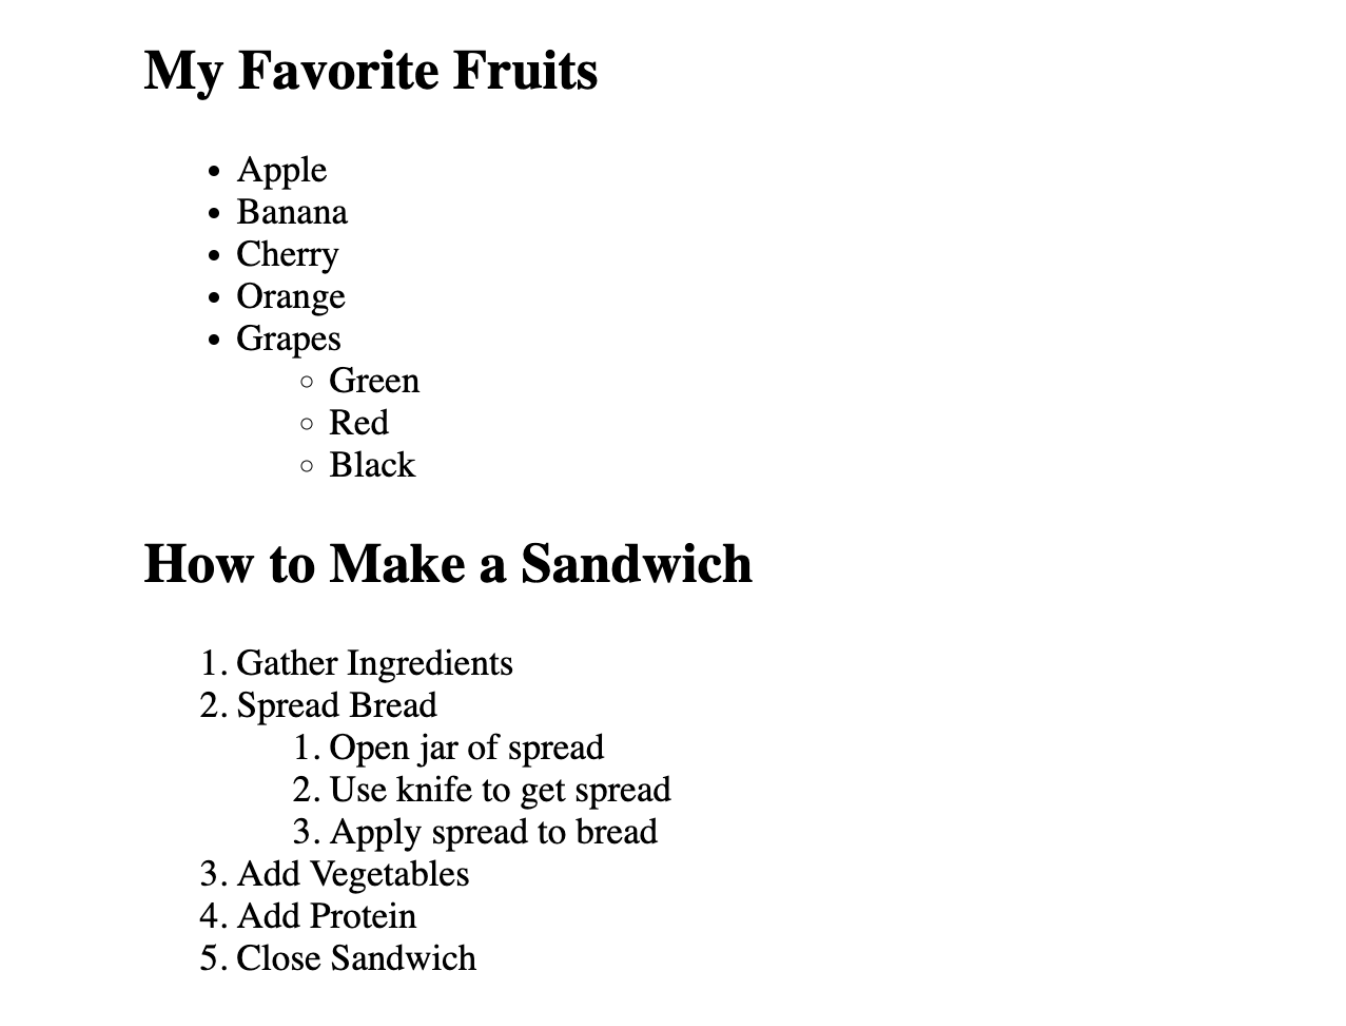 My Favorite Fruits
• Apple
• Banana
• Cherry
• Orange
• Grapes
◦ Green
◦ Red
◦ Black
How to Make a Sandwich
1. Gather Ingredients
2. Spread Bread
1. Open jar of spread
2. Use knife to get spread
3. Apply spread to bread
3. Add Vegetables
4. Add Protein
5. Close Sandwich